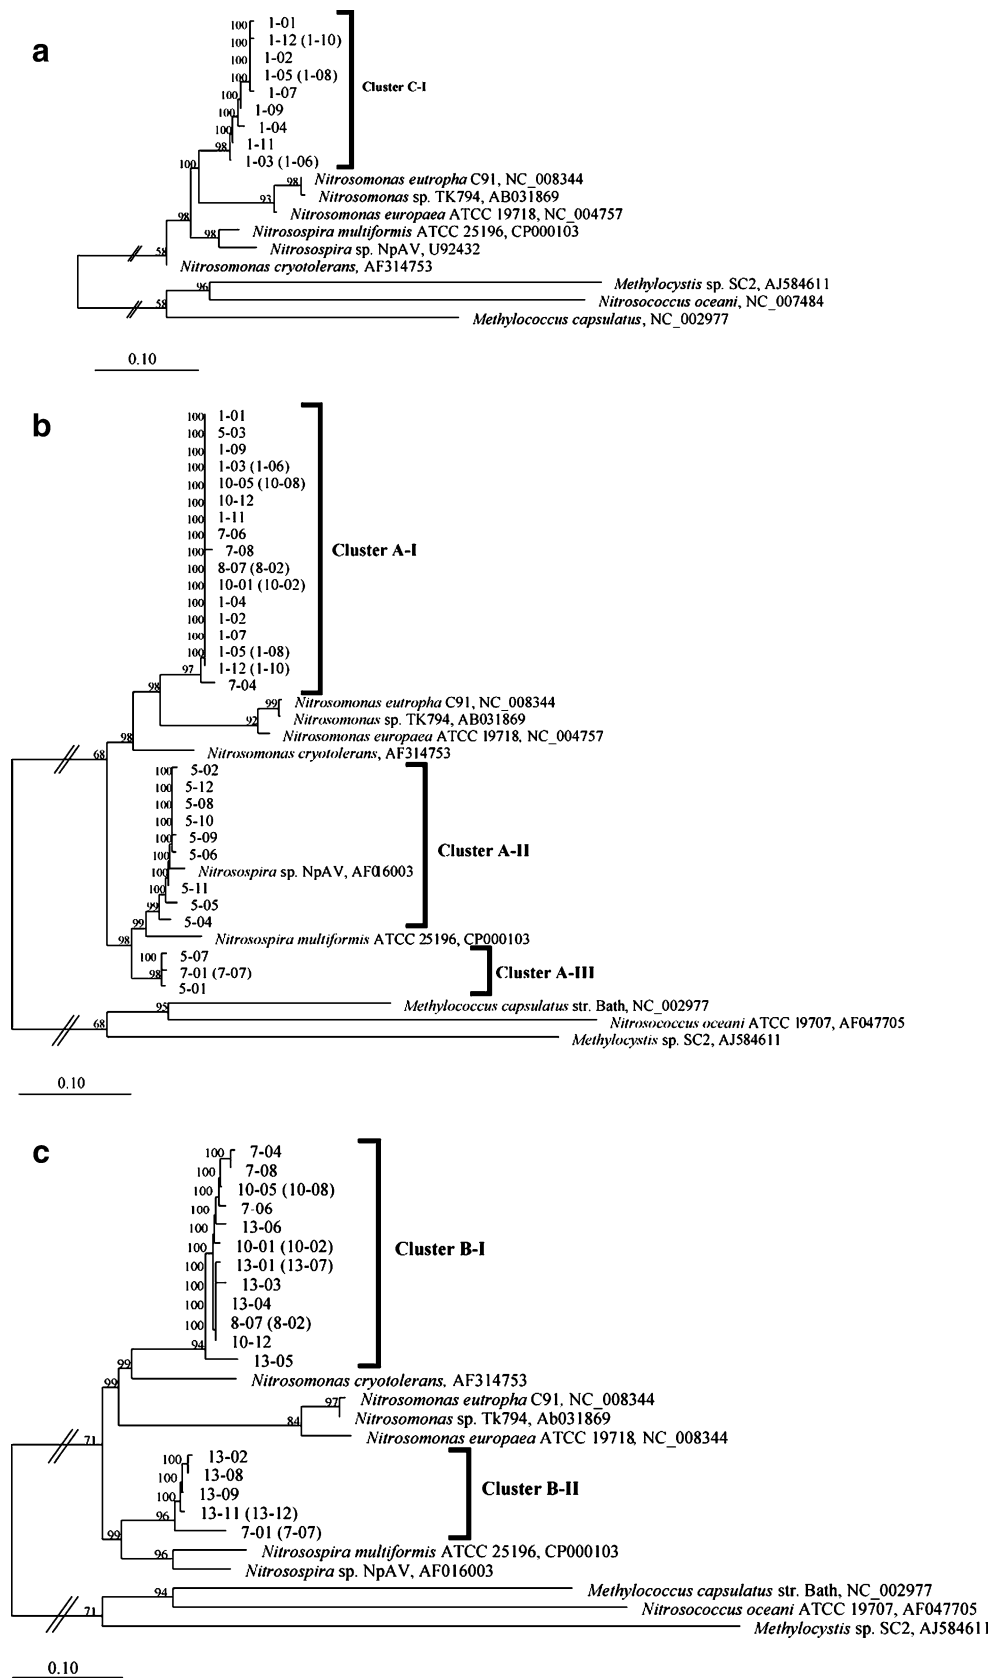 a
100 1-01
100 1-12 (1-10)
100 1-02
100 1-05 (1-08)
Cluster C-I
100 1-07
100 1-09
100 1-04
98 1-11
1-03 (1-06)
100
98 Nitrosomonas eutropha C91, NC_008344
Nitrosomonas sp. TK794, AB031869
93
Nitrosomonas europaea ATCC 19718, NC_004757
98
Nitrosospira multiformis ATCC 25196, CP000103
98
Nitrosospira sp. NpAV, U92432
58
Nitrosomonas cryotolerans, AF314753
Methylocystis sp. SC2, AJ584611
96
Nitrosococcus oceani, NC_007484
58
Methylococcus capsulatus, NC_002977
0.10
b
100 1-01
100 5-03
100 1-09
100 1-03 (1-06)
100 10-05 (10-08)
100 10-12
100 1-11
100 7-06
100 7-08
Cluster A-I
100 8-07 (8-02)
100 10-01 (10-02)
100 1-04
100 1-02
100 1-07
100 1-05 (1-08)
97 1-12 (1-10)
7-04
98
99 Nitrosomonas eutropha C91, NC_008344
92 Nitrosomonas sp. TK794, AB031869
Nitrosomonas europaea ATCC 19718, NC_004757
98
Nitrosomonas cryotolerans, AF314753
68
100 5-02
100 5-12
100 5-08
100 5-10
100 5-09
Cluster A-II
100 5-06
100 Nitrosospira sp. NpAV, AF016003
100 5-11
99 5-05
99 5-04
98 Nitrosospira multiformis ATCC 25196, CP000103
100 5-07
98 7-01 (7-07)
Cluster A-III
5-01
95 Methylococcus capsulatus str. Bath, NC_002977
68 Nitrosococcus oceani ATCC 19707, AF047705
Methylocystis sp. SC2, AJ584611
0.10
c
100 7-04
100 7-08
100 10-05 (10-08)
100 7-06
100 13-06
100 10-01 (10-02)
Cluster B-I
100 13-01 (13-07)
100 13-03
100 13-04
100 8-07 (8-02)
94 10-12
99 13-05
99 Nitrosomonas cryotolerans, AF314753
97 Nitrosomonas eutropha C91, NC_008344
84 Nitrosomonas sp. Tk794, Ab031869
Nitrosomonas europaea ATCC 19718, NC_008344
71
100 13-02
100 13-08
Cluster B-II
100 13-09
96 13-11 (13-12)
99 7-01 (7-07)
96 Nitrosospira multiformis ATCC 25196, CP000103
Nitrosospira sp. NpAV, AF016003
94 Methylococcus capsulatus str. Bath, NC_002977
71 Nitrosococcus oceani ATCC 19707, AF047705
Methylocystis sp. SC2, AJ584611
0.10